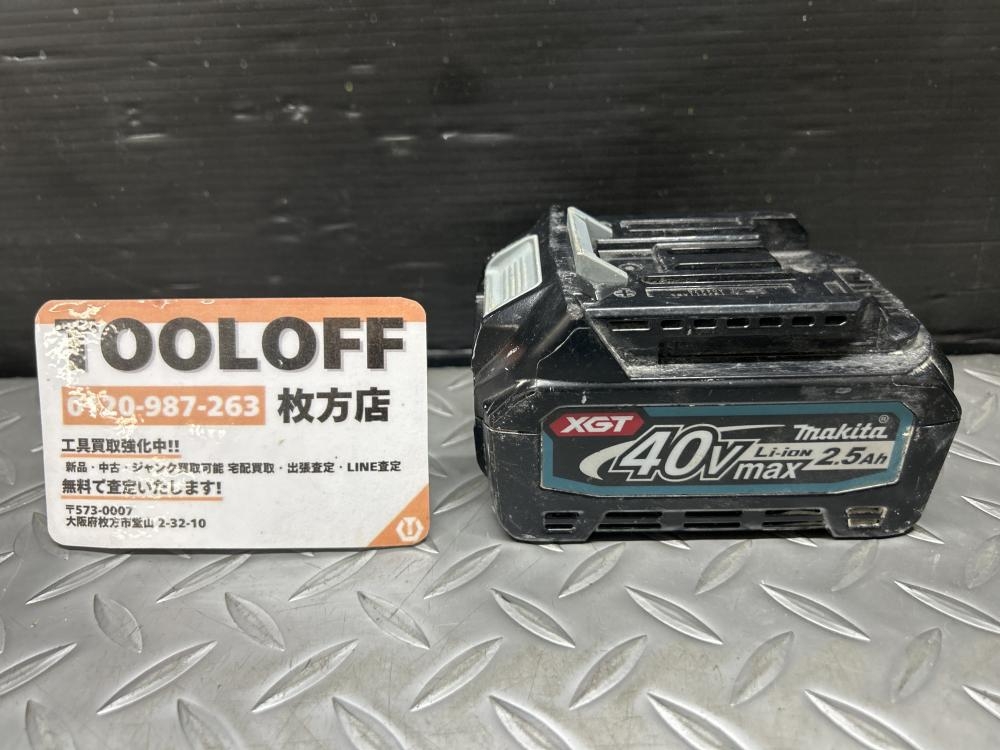 TOOLOFF
0120-987-263 枚方店
工具買取強化中!!
新品・中古・ジャンク買取可能 宅配買取・出張査定・LINE査定
無料で査定いたします!
〒573-0007
大阪府枚方市堂山 2-32-10
XGT
40Vmax
Li-ion
makita®
2.5Ah